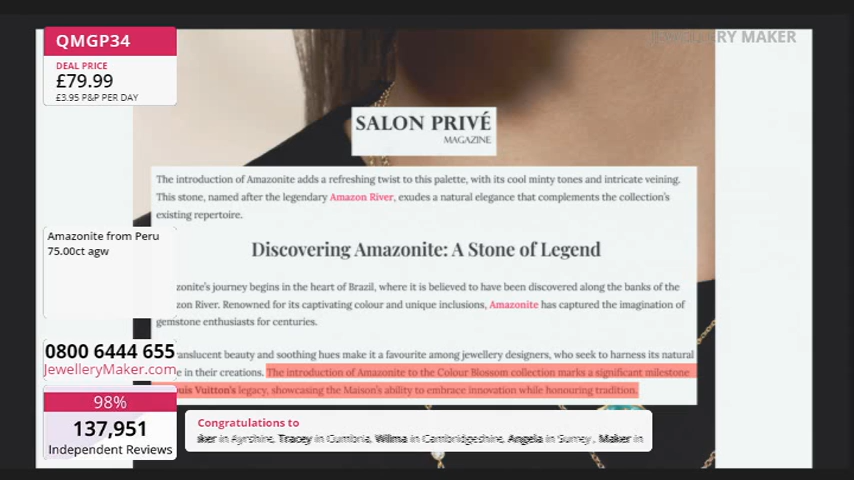 JEWELLERY MAKER
QMGP34
DEAL PRICE
£79.99
£3.95 P&P PER DAY
SALON PRIVÉ
MAGAZINE
The introduction of Amazonite adds a refreshing twist to this palette, with its cool minty tones and intricate veining.
This stone, named after the legendary Amazon River, exudes a natural elegance that complements the collection's
existing repertoire.
Amazonite from Peru
75.00ct agw
Discovering Amazonite: A Stone of Legend
zonite's journey begins in the heart of Brazil, where it is believed to have been discovered along the banks of the
zon River. Renowned for its captivating colour and unique inclusions, Amazonite has captured the imagination of
gemstone enthusiasts for centuries.
ranslucent beauty and soothing hues make it a favourite among jewellery designers, who seek to harness its natural
e in their creations. The introduction of Amazonite to the Colour Blossom collection marks a significant milestone
uis Vuitton's legacy, showcasing the Maison's ability to embrace innovation while honouring tradition.
0800 6444 655
JewelleryMaker.com
98%
137,951
Independent Reviews
Congratulations to
iker in Ayrshire, Tracey in Cumbria, Wilma in Cambridgeshire, Angela in Surrey, Maker in